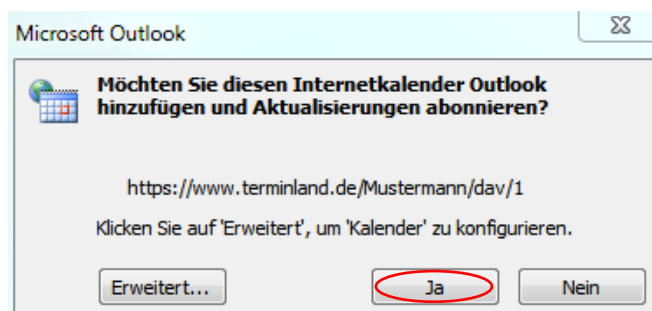 Microsoft Outlook
Möchten Sie diesen Internetkalender Outlook
hinzufügen und Aktualisierungen abonnieren?
https://www.terminland.de/Mustermann/dav/1
Klicken Sie auf 'Erweitert', um 'Kalender' zu konfigurieren.
Erweitert... Ja Nein